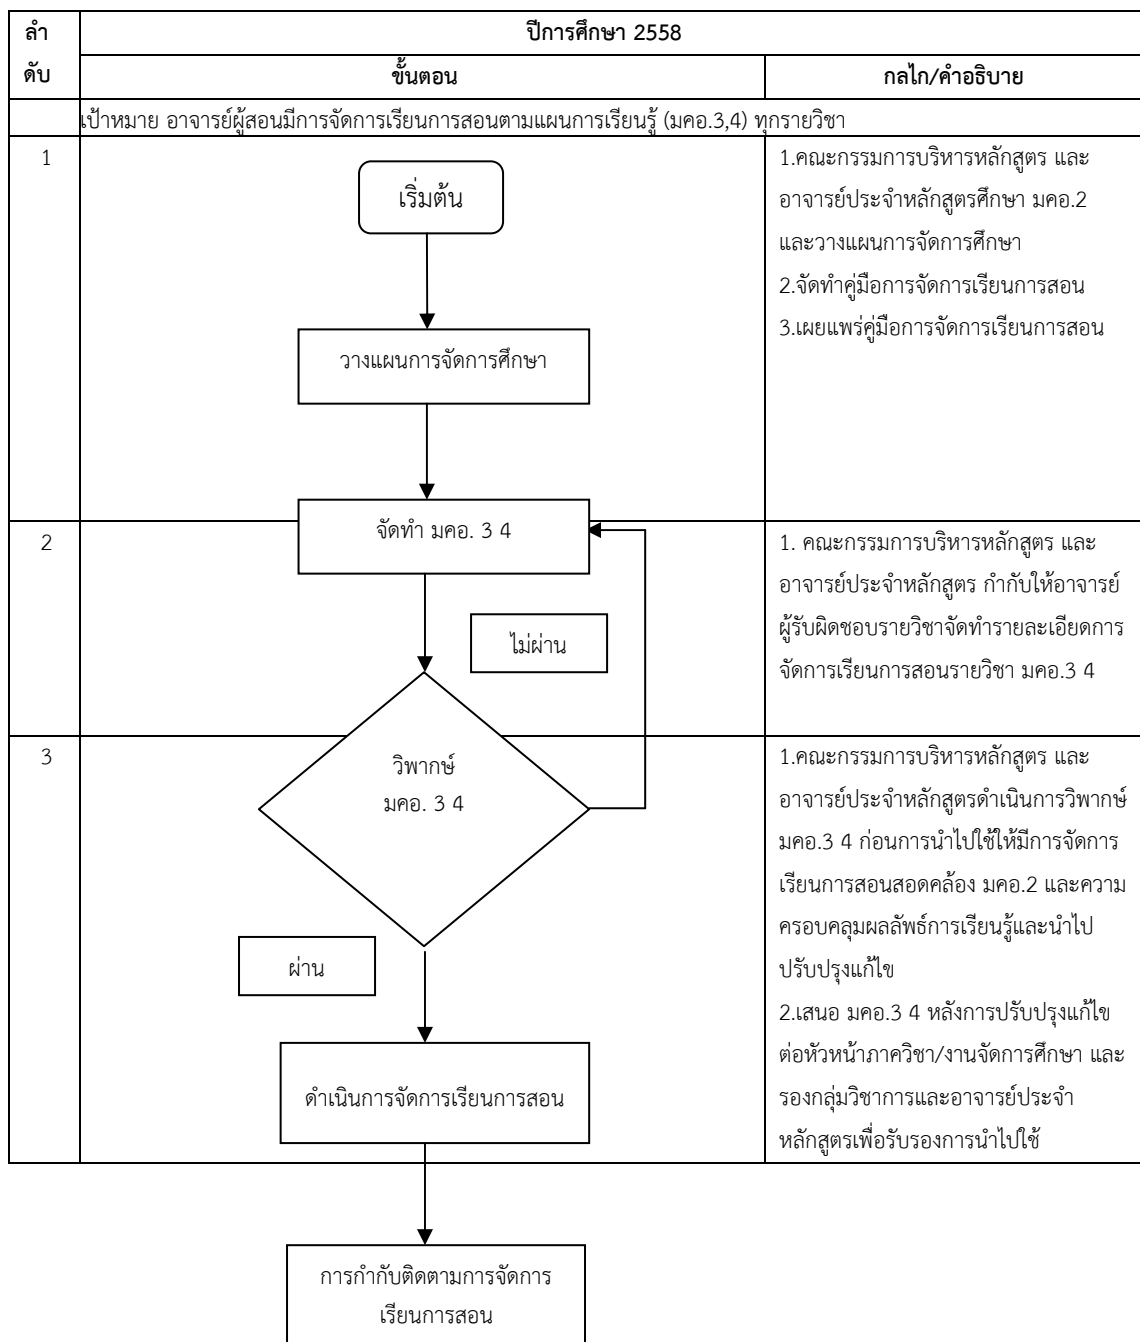 ลำ
ดับ
ปีการศึกษา 2558
ขั้นตอน
กลไก/คำอธิบาย
เป้าหมาย อาจารย์ผู้สอนมีการจัดการเรียนการสอนตามแผนการเรียนรู้ (มคอ.3,4) ทุกรายวิชา
1
เริ่มต้น
วางแผนการจัดการศึกษา
1.คณะกรรมการบริหารหลักสูตร และ
อาจารย์ประจำหลักสูตรศึกษา มคอ.2
และวางแผนการจัดการศึกษา
2.จัดทำคู่มือการจัดการเรียนการสอน
3.เผยแพร่คู่มือการจัดการเรียนการสอน
2
จัดทำ มคอ. 3 4
ไม่ผ่าน
1. คณะกรรมการบริหารหลักสูตร และ
อาจารย์ประจำหลักสูตร กำกับให้อาจารย์
ผู้รับผิดชอบรายวิชาจัดทำรายละเอียดการ
จัดการเรียนการสอนรายวิชา มคอ.3 4
3
วิพากษ์
มคอ. 3 4
ผ่าน
ดำเนินการจัดการเรียนการสอน
1.คณะกรรมการบริหารหลักสูตร และ
อาจารย์ประจำหลักสูตรดำเนินการวิพากษ์
มคอ.3 4 ก่อนการนำไปใช้ให้มีการจัดการ
เรียนการสอนสอดคล้อง มคอ.2 และความ
ครอบคลุมผลลัพธ์การเรียนรู้และนำไป
ปรับปรุงแก้ไข
2.เสนอ มคอ.3 4 หลังการปรับปรุงแก้ไข
ต่อหัวหน้าภาควิชา/งานจัดการศึกษา และ
รองกลุ่มวิชาการและอาจารย์ประจำ
หลักสูตรเพื่อรับรองการนำไปใช้
การกำกับติดตามการจัดการ
เรียนการสอน